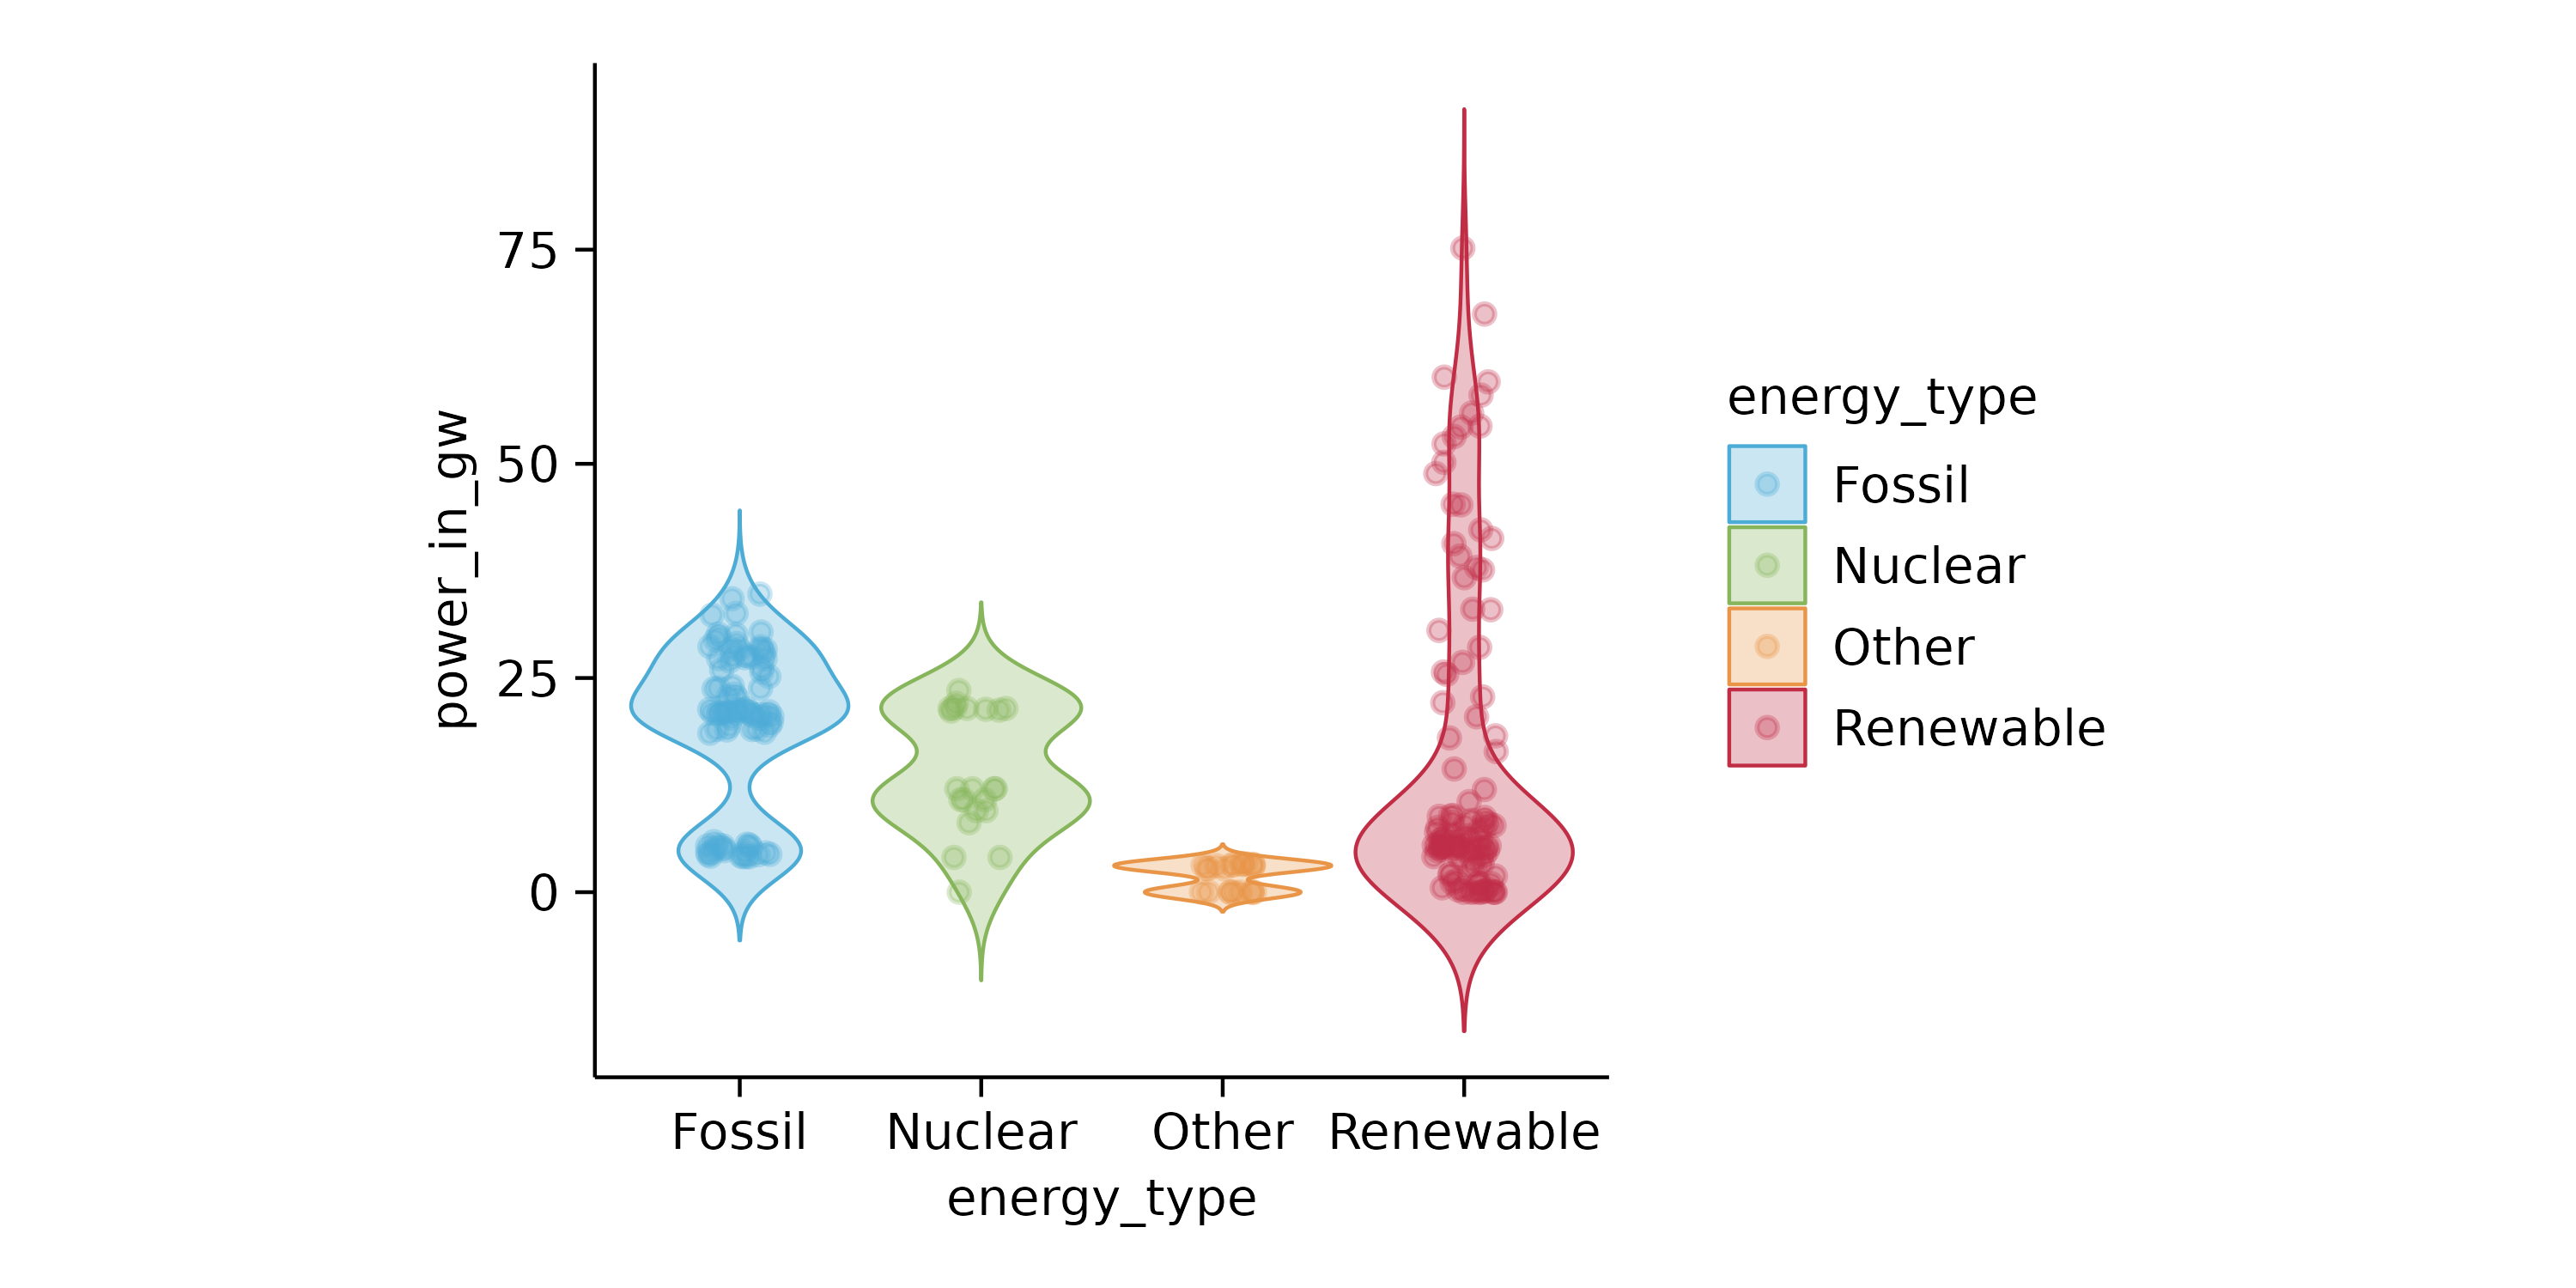 power_in_gw
75
50
25
0
Fossil
Nuclear
Other
Renewable
energy_type
energy_type
Fossil
Nuclear
Other
Renewable